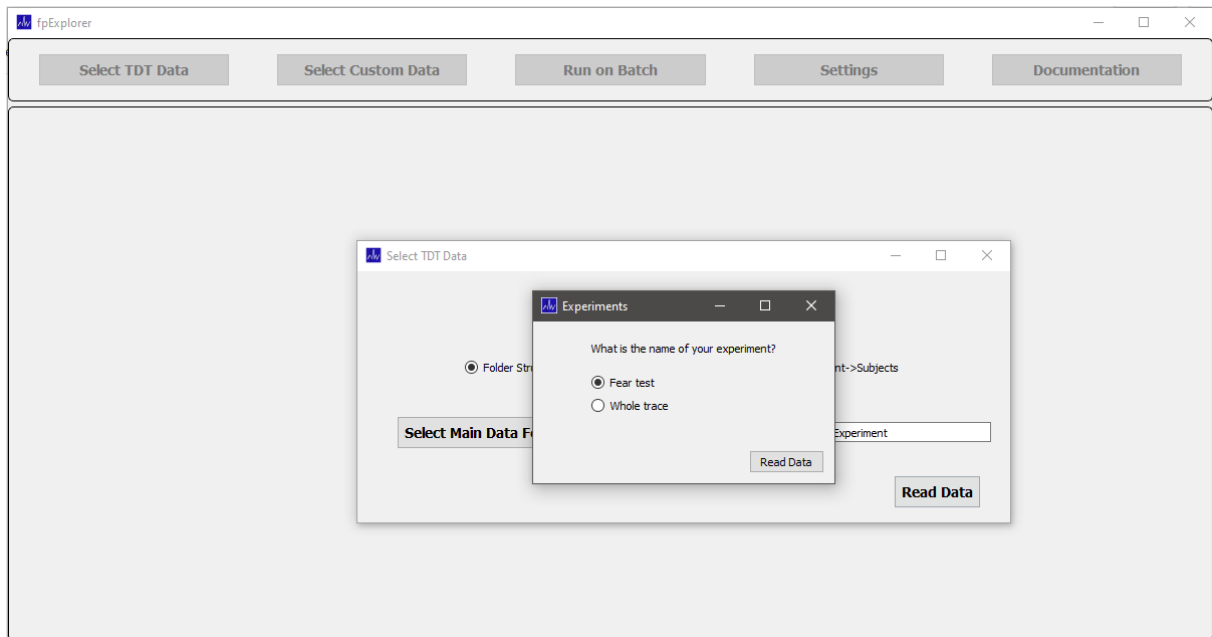 fpExplorer
Select TDT Data Select Custom Data Run on Batch Settings Documentation
Select TDT Data
Experiments
What is the name of your experiment?
Folder Stru nt->Subjects
Fear test
Whole trace
Select Main Data Fo Experiment
Read Data
Read Data